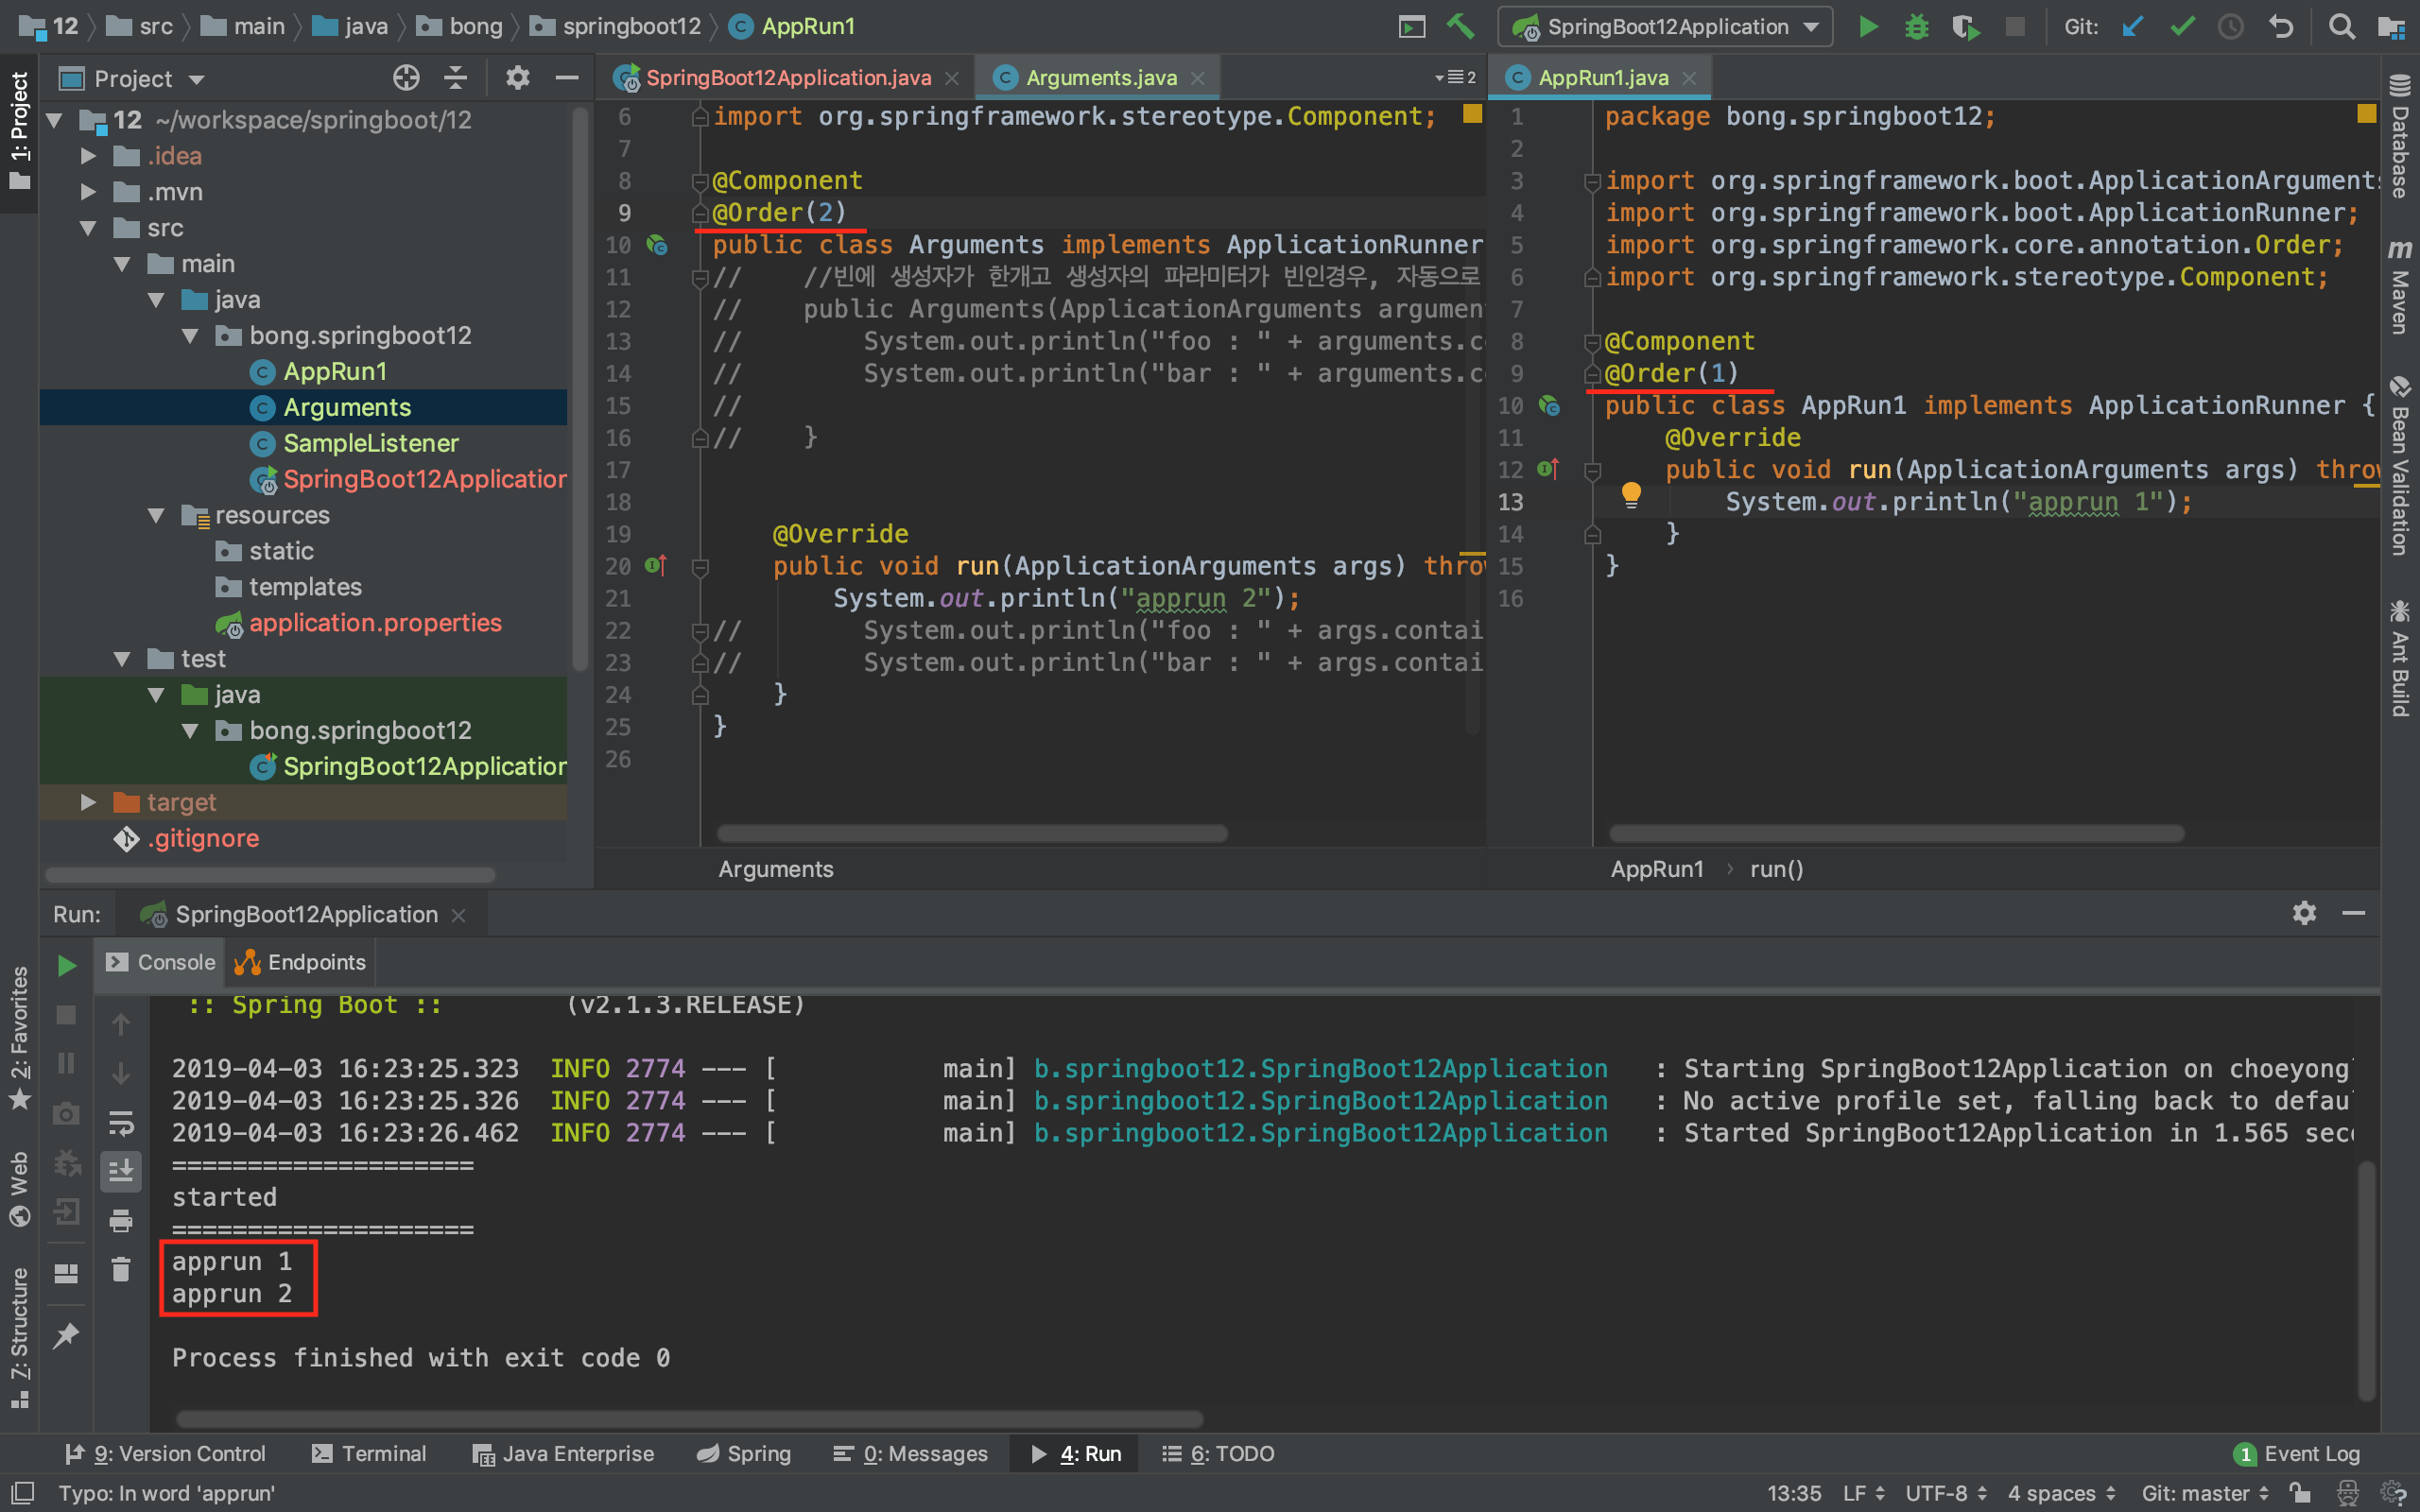 12 src main java bong springboot12 AppRun1
SpringBoot12Application
Git:
1: Project
2: Favorites
Web
7: Structure
Project
12 ~/workspace/springboot/12
.idea
.mvn
src
main
java
bong.springboot12
AppRun1
Arguments
SampleListener
SpringBoot12Application
resources
static
templates
application.properties
test
java
bong.springboot12
SpringBoot12Application
target
.gitignore
SpringBoot12Application.java
Arguments.java
2
6 import org.springframework.stereotype.Component;
7
8 @Component
9 @Order(2)
10 public class Arguments implements ApplicationRunner
11 // //빈에 생성자가 한개고 생성자의 파라미터가 빈인경우, 자동으로
12 // public Arguments(ApplicationArguments argumen
13 // System.out.println("foo : " + arguments.c
14 // System.out.println("bar : " + arguments.c
15 //
16 // }
17
18
19 @Override
20 public void run(ApplicationArguments args) thro
21 System.out.println("apprun 2");
22 // System.out.println("foo : " + args.contai
23 // System.out.println("bar : " + args.contai
24 }
25 }
26
Arguments
AppRun1.java
1 package bong.springboot12;
2
3 import org.springframework.boot.ApplicationArgument
4 import org.springframework.boot.ApplicationRunner;
5 import org.springframework.core.annotation.Order;
6 import org.springframework.stereotype.Component;
7
8 @Component
9 @Order(1)
10 public class AppRun1 implements ApplicationRunner {
11 @Override
12 public void run(ApplicationArguments args) throw
13 System.out.println("apprun 1");
14 }
15 }
16
AppRun1 › run()
Database
Maven
Bean Validation
Ant Build
Run: SpringBoot12Application
Console Endpoints
:: Spring Boot :: (v2.1.3.RELEASE)
2019-04-03 16:23:25.323 INFO 2774 --- [ main] b.springboot12.SpringBoot12Application : Starting SpringBoot12Application on choeyong
2019-04-03 16:23:25.326 INFO 2774 --- [ main] b.springboot12.SpringBoot12Application : No active profile set, falling back to defau
2019-04-03 16:23:26.462 INFO 2774 --- [ main] b.springboot12.SpringBoot12Application : Started SpringBoot12Application in 1.565 sec
====================
started
====================
apprun 1
apprun 2
Process finished with exit code 0
9: Version Control Terminal Java Enterprise Spring 0: Messages 4: Run 6: TODO 1 Event Log
Typo: In word 'apprun' 13:35 LF UTF-8 4 spaces Git: master